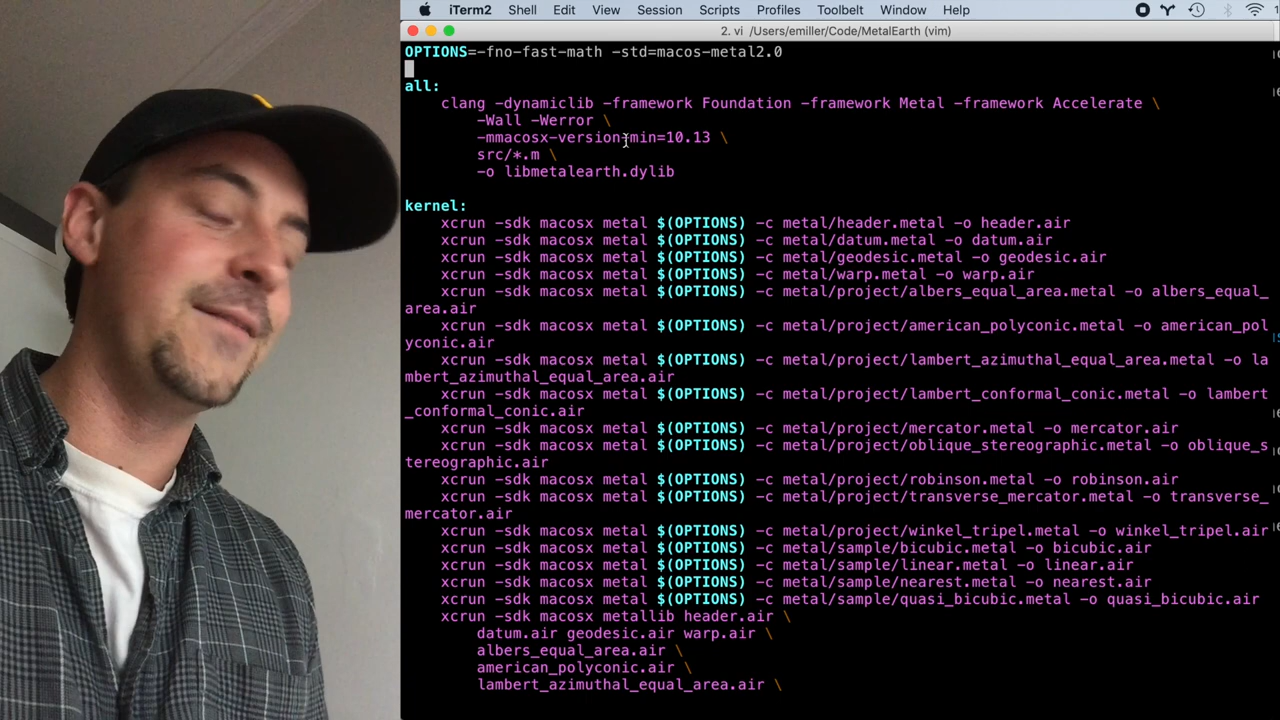 iTerm2 Shell Edit View Session Scripts Profiles Toolbelt Window Help
2. vi /Users/emiller/Code/MetalEarth (vim)
OPTIONS=-fno-fast-math -std=macos-metal2.0
all:
clang -dynamiclib -framework Foundation -framework Metal -framework Accelerate \
-Wall -Werror \
-mmacosx-version-min=10.13 \
src/*.m \
-o libmetalearth.dylib
kernel:
xcrun -sdk macosx metal $(OPTIONS) -c metal/header.metal -o header.air
xcrun -sdk macosx metal $(OPTIONS) -c metal/datum.metal -o datum.air
xcrun -sdk macosx metal $(OPTIONS) -c metal/geodesic.metal -o geodesic.air
xcrun -sdk macosx metal $(OPTIONS) -c metal/warp.metal -o warp.air
xcrun -sdk macosx metal $(OPTIONS) -c metal/project/albers_equal_area.metal -o albers_equal_
area.air
xcrun -sdk macosx metal $(OPTIONS) -c metal/project/american_polyconic.metal -o american_pol
yconic.air
xcrun -sdk macosx metal $(OPTIONS) -c metal/project/lambert_azimuthal_equal_area.metal -o la
mbert_azimuthal_equal_area.air
xcrun -sdk macosx metal $(OPTIONS) -c metal/project/lambert_conformal_conic.metal -o lambert
_conformal_conic.air
xcrun -sdk macosx metal $(OPTIONS) -c metal/project/mercator.metal -o mercator.air
xcrun -sdk macosx metal $(OPTIONS) -c metal/project/oblique_stereographic.metal -o oblique_s
tereographic.air
xcrun -sdk macosx metal $(OPTIONS) -c metal/project/robinson.metal -o robinson.air
xcrun -sdk macosx metal $(OPTIONS) -c metal/project/transverse_mercator.metal -o transverse_
mercator.air
xcrun -sdk macosx metal $(OPTIONS) -c metal/project/winkel_tripel.metal -o winkel_tripel.air
xcrun -sdk macosx metal $(OPTIONS) -c metal/sample/bicubic.metal -o bicubic.air
xcrun -sdk macosx metal $(OPTIONS) -c metal/sample/linear.metal -o linear.air
xcrun -sdk macosx metal $(OPTIONS) -c metal/sample/nearest.metal -o nearest.air
xcrun -sdk macosx metal $(OPTIONS) -c metal/sample/quasi_bicubic.metal -o quasi_bicubic.air
xcrun -sdk macosx metallib header.air \
datum.air geodesic.air warp.air \
albers_equal_area.air \
american_polyconic.air \
lambert_azimuthal_equal_area.air \